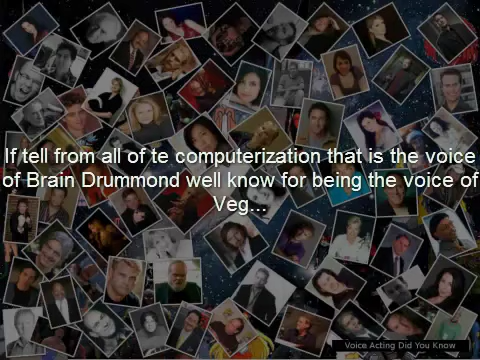 If tell from all of te computerization that is the voice
of Brain Drummond well know for being the voice of
Veg...
Voice Acting Did You Know